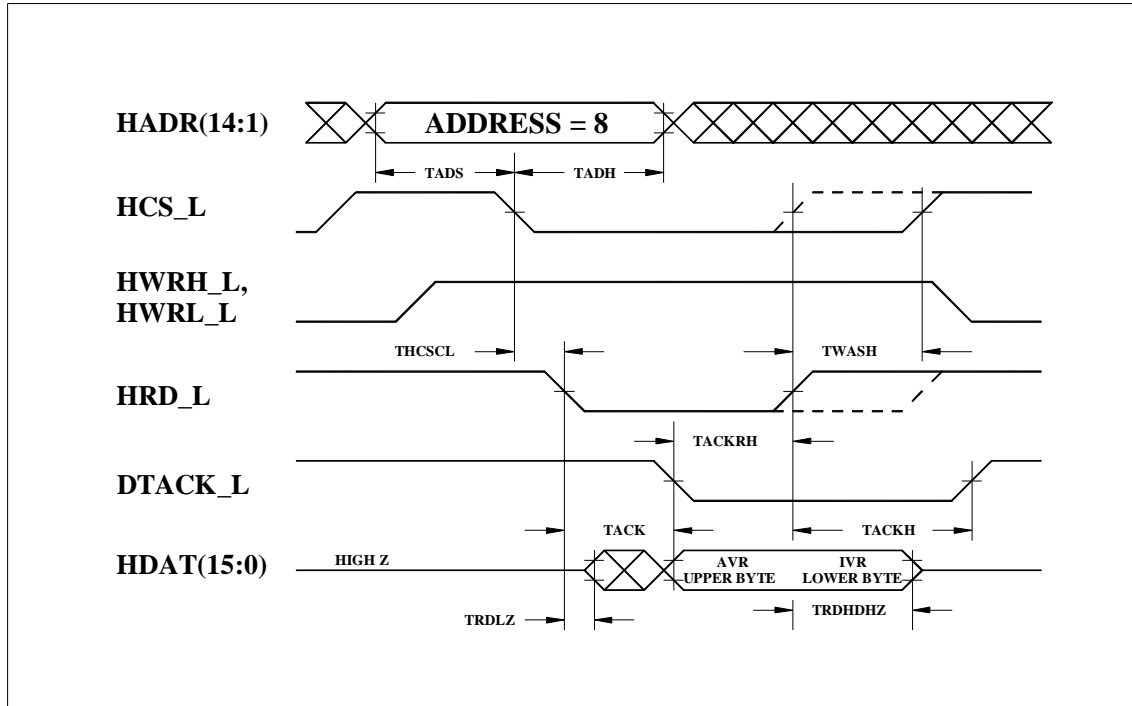 HADR(14:1)
ADDRESS = 8
TADS
TADH
HCS_L
HWRH_L,
HWRL_L
THCSCL
TWASH
HRD_L
TACKRH
DTACK_L
TACK
TACKH
HDAT(15:0)
HIGH Z
AVR
UPPER BYTE
IVR
LOWER BYTE
TRDLZ
TRDHDHZ